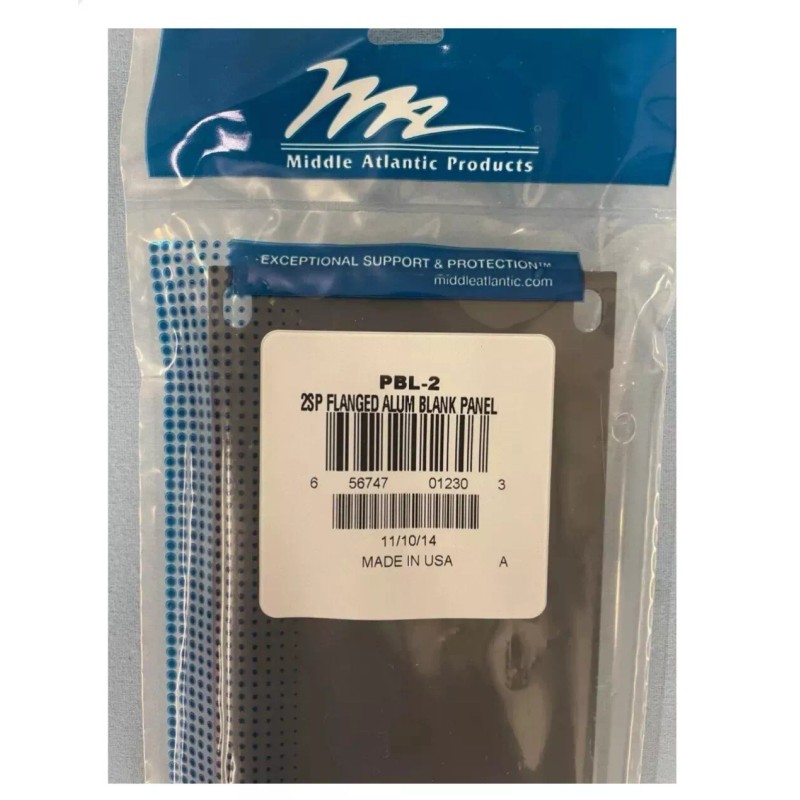 Middle Atlantic Products
EXCEPTIONAL SUPPORT & PROTECTION™
middleatlantic.com
PBL-2
2SP FLANGED ALUM BLANK PANEL
6 56747 01230 3
11/10/14
MADE IN USA A